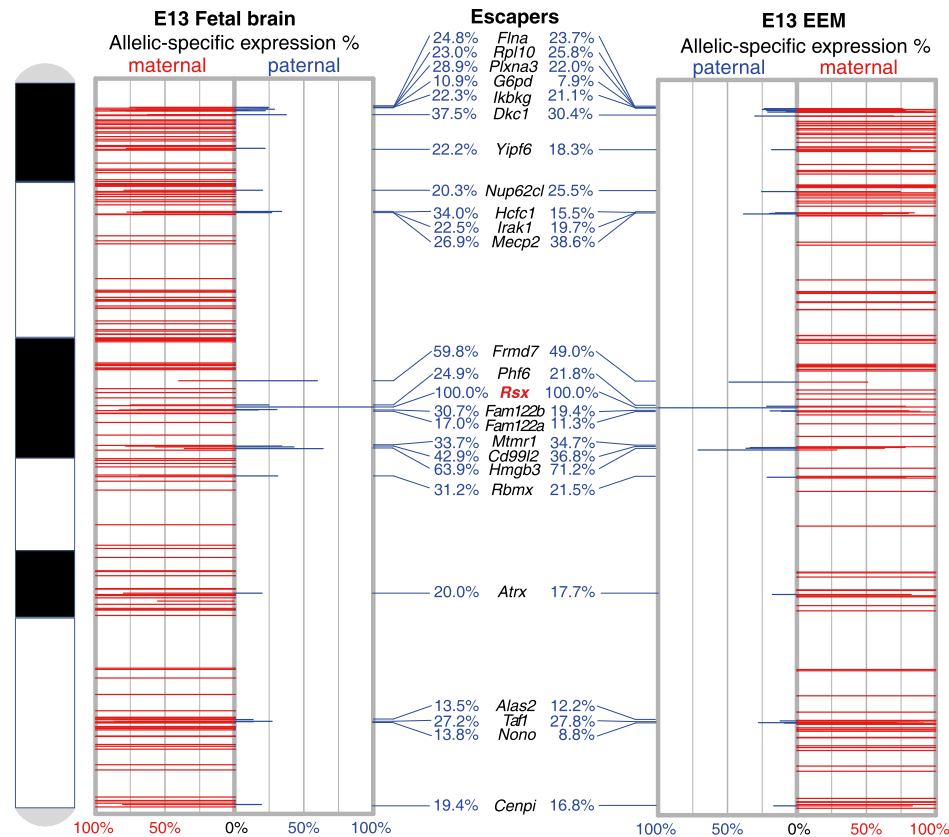 E13 Fetal brain
Allelic-specific expression %
maternal paternal
Escapers
E13 EEM
Allelic-specific expression %
paternal maternal
24.8% Flna 23.7%
23.0% Rpl10 25.8%
28.9% Plxna3 22.0%
10.9% G6pd 7.9%
22.3% Ikbkg 21.1%
37.5% Dkc1 30.4%
22.2% Yipf6 18.3%
20.3% Nup62cl 25.5%
34.0% Hcfc1 15.5%
22.5% Irak1 19.7%
26.9% Mecp2 38.6%
59.8% Frmd7 49.0%
24.9% Phf6 21.8%
100.0% Rsx 100.0%
30.7% Fam122b 19.4%
17.0% Fam122a 11.3%
33.7% Mtmr1 34.7%
42.9% Cd99l2 36.8%
63.9% Hmgb3 71.2%
31.2% Rbmx 21.5%
20.0% Atrx 17.7%
13.5% Alas2 12.2%
27.2% Taf1 27.8%
13.8% Nono 8.8%
19.4% Cenpi 16.8%
100% 50% 0% 50% 100% 100% 50% 0% 50% 100%